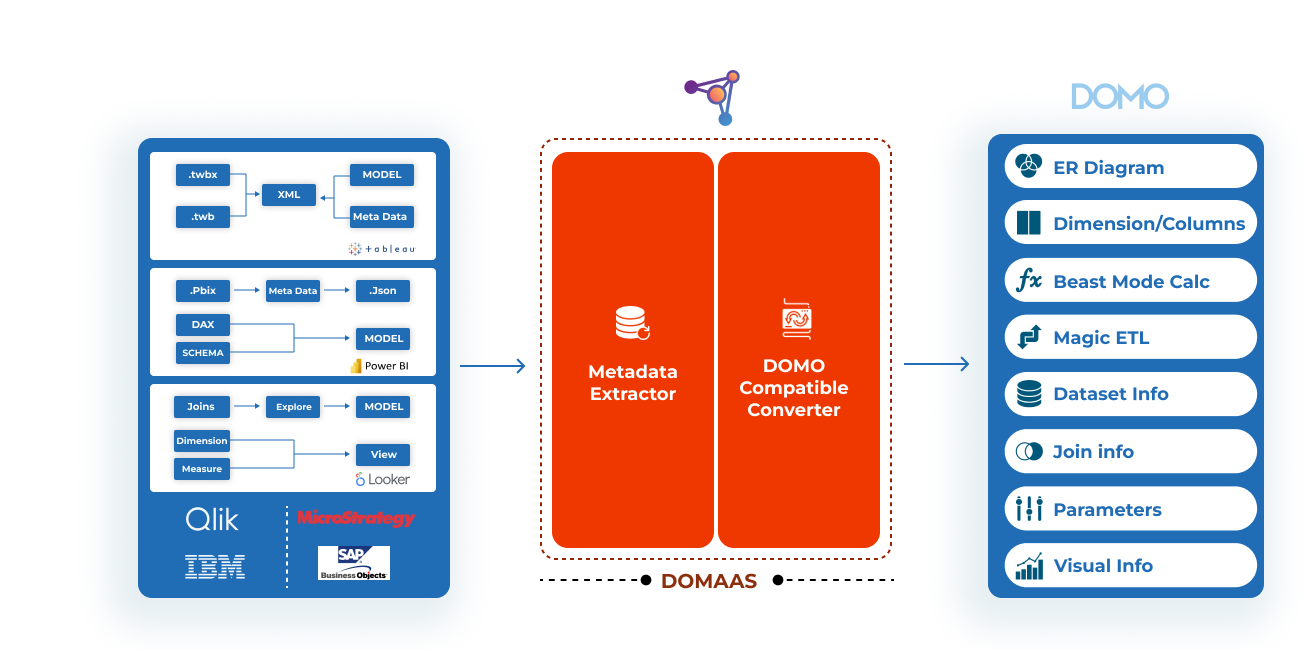 .twbx
MODEL
XML
.twb
Meta Data
+ableau
.Pbix
Meta Data
.Json
DAX
MODEL
SCHEMA
Power BI
Joins
Explore
MODEL
Dimension
View
Measure
Looker
Qlik
MicroStrategy
IBM
SAP
Business Objects
Metadata
Extractor
DOMO
Compatible
Converter
DOMAAS
DOMO
ER Diagram
Dimension/Columns
fx
Beast Mode Calc
Magic ETL
Dataset Info
Join info
Parameters
Visual Info